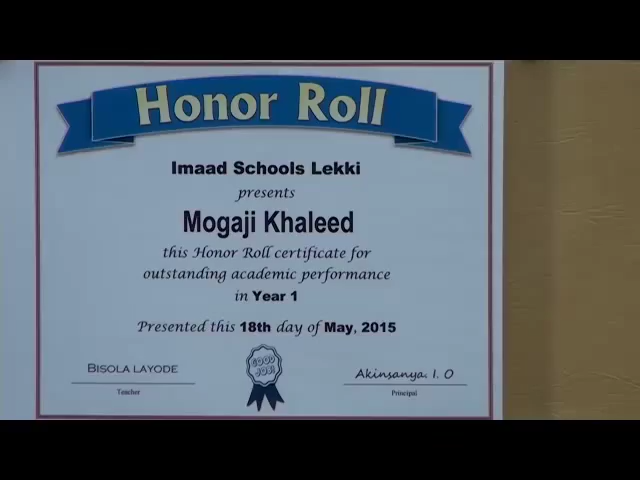 Honor Roll
Imaad Schools Lekki
presents
Mogaji Khaleed
this Honor Roll certificate for
outstanding academic performance
in Year 1
Presented this 18th day of May, 2015
GOOD
JOB!
BISOLA LAYODE
Akinsanya. I. O
Teacher
Principal